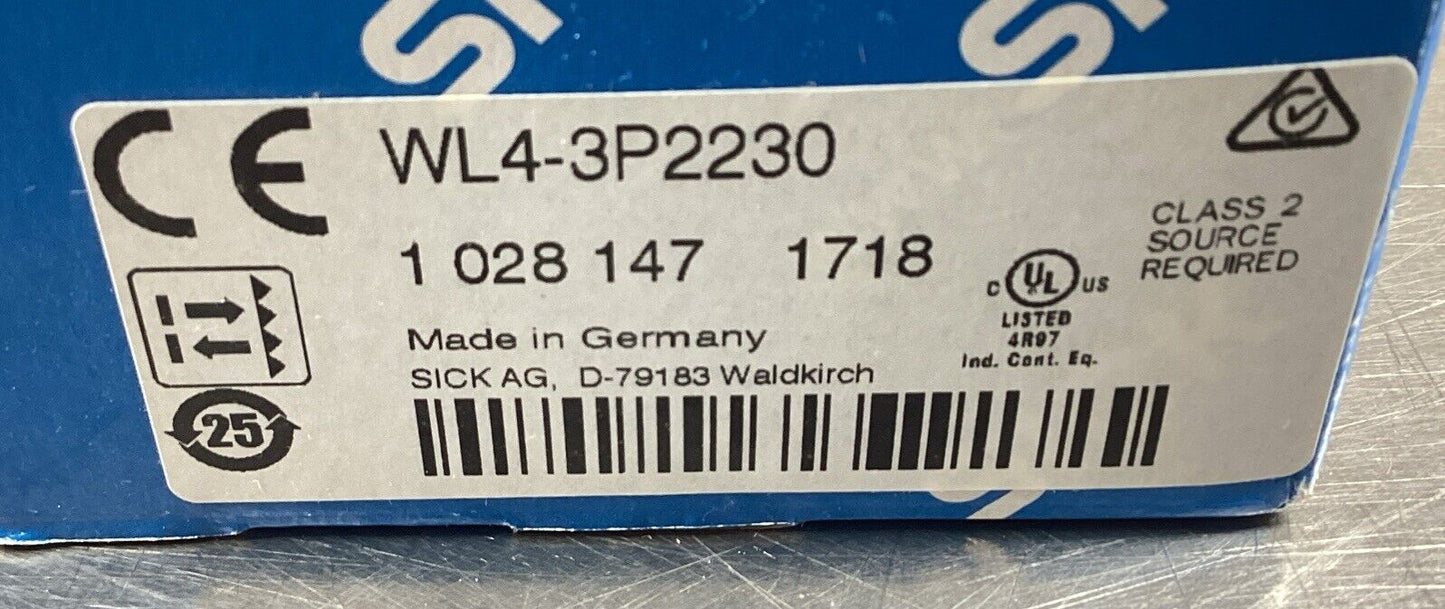 CE
WL4-3P2230
1 028 147 1718
CLASS 2
SOURCE
REQUIRED
C UL US
LISTED
4R97
Ind. Cont. Eq.
Made in Germany
SICK AG, D-79183 Waldkirch
25